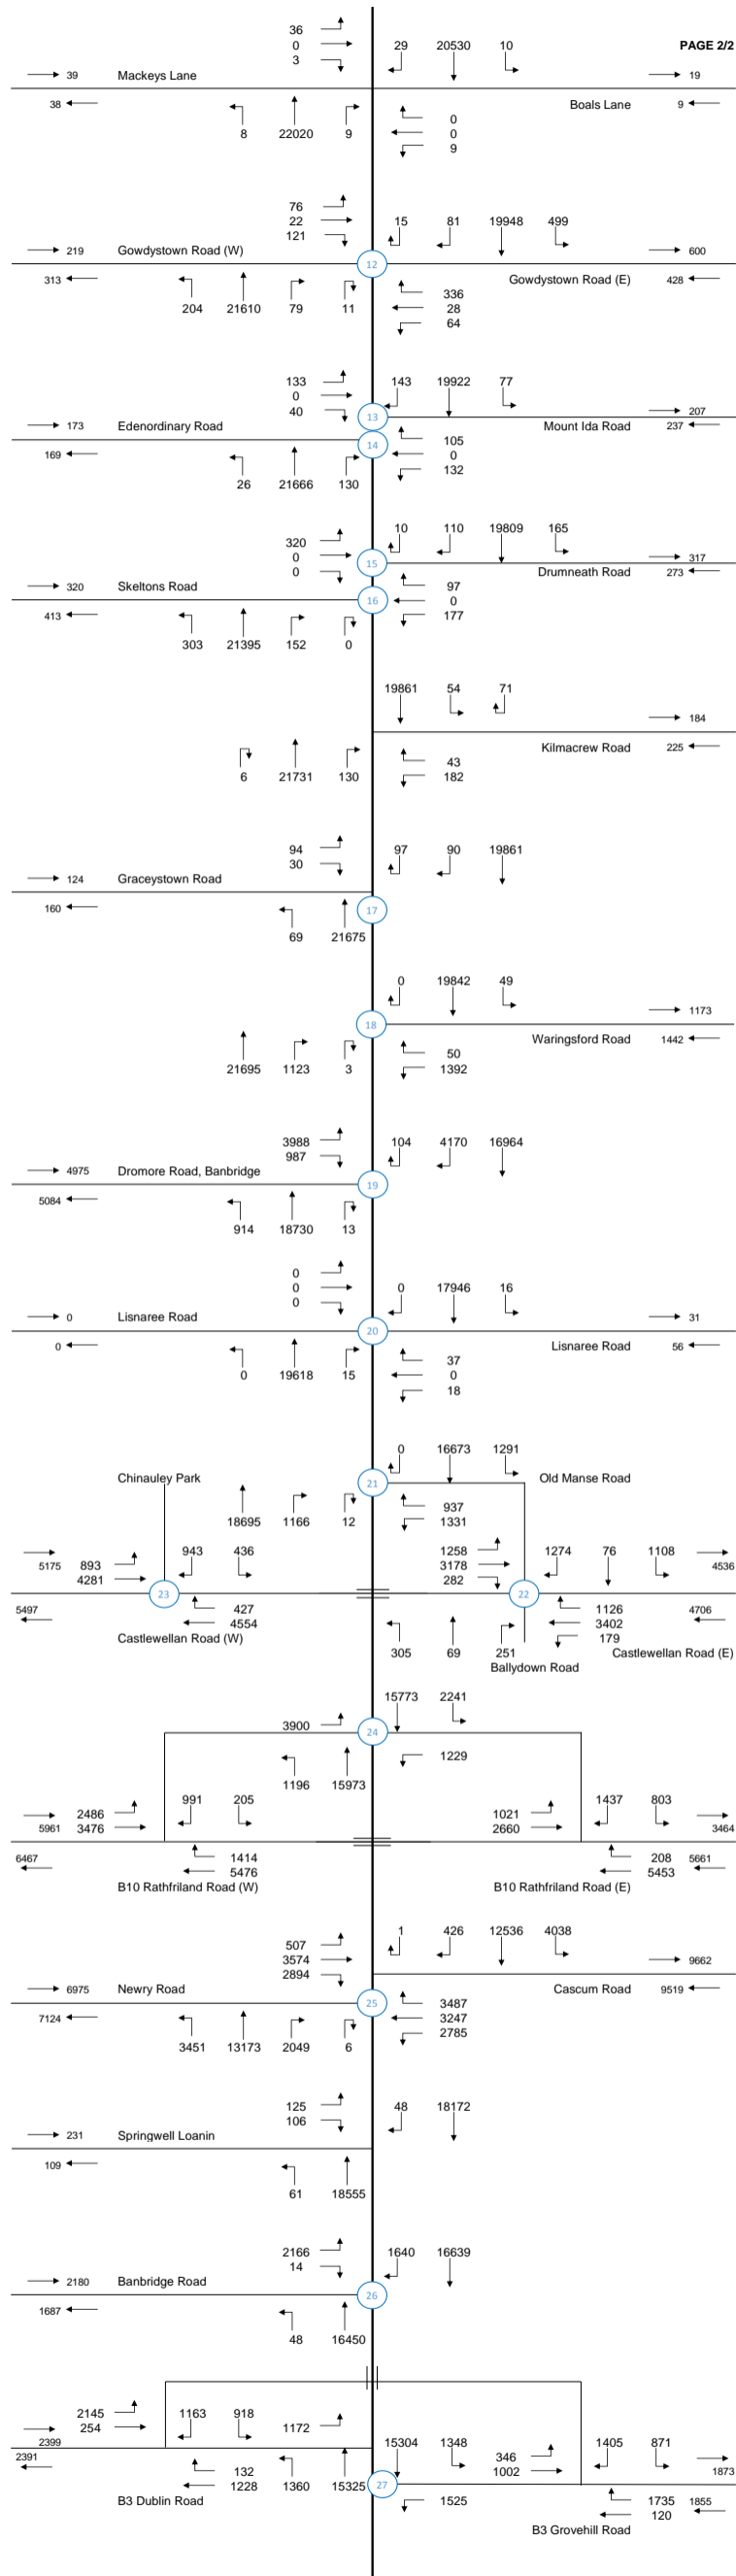 36
0
3
29 20530 10
PAGE 2/2
39 Mackeys Lane
19
38
Boals Lane 9
8 22020 9
0
0
9
76
22
121
15 81 19948 499
219 Gowdystown Road (W)
600
12
313
Gowdystown Road (E) 428
204 21610 79 11
336
28
64
133
0
40
143 19922 77
13
207
173 Edenordinary Road
Mount Ida Road 237
14
169
26 21666 130
105
0
132
320
0
0
10 110 19809 165
15
317
320 Skeltons Road
Drumneath Road 273
16
413
303 21395 152 0
97
0
177
19861 54 71
184
Kilmacrew Road 225
6 21731 130
43
182
94
30
97 90 19861
124 Graceystown Road
160
17
69 21675
0 19842 49
1173
18
Waringsford Road 1442
21695 1123 3
50
1392
3988
987
104 4170 16964
4975 Dromore Road, Banbridge
19
5084
914 18730 13
0
0
0
0 17946 16
0 Lisnaree Road
31
20
0
Lisnaree Road 56
0 19618 15
37
0
18
0 16673 1291
Chinauley Park
21
Old Manse Road
18695 1166 12
937
1331
5175
893
4281
943 436
1258
3178
282
1274 76 1108
4536
23
22
5497
427
4554
1126
3402
179
4706
Castlewellan Road (W)
305 69 251
Castlewellan Road (E)
Ballydown Road
15773 2241
3900
24
1196 15973
1229
5961
2486
3476
991 205
1021
2660
1437 803
3464
6467
1414
5476
208
5453
5661
B10 Rathfriland Road (W)
B10 Rathfriland Road (E)
507
3574
2894
1 426 12536 4038
9662
6975 Newry Road
Cascum Road 9519
25
7124
3451 13173 2049 6
3487
3247
2785
125
106
48 18172
231 Springwell Loanin
109
61 18555
2166
14
1640 16639
2180 Banbridge Road
26
1687
48 16450
2145
254
1163 918
1172
2399
2391
15304 1348
346
1002
1405 871
1873
132
1228
1360 15325
27
1525
1735
120
1855
B3 Dublin Road
B3 Grovehill Road